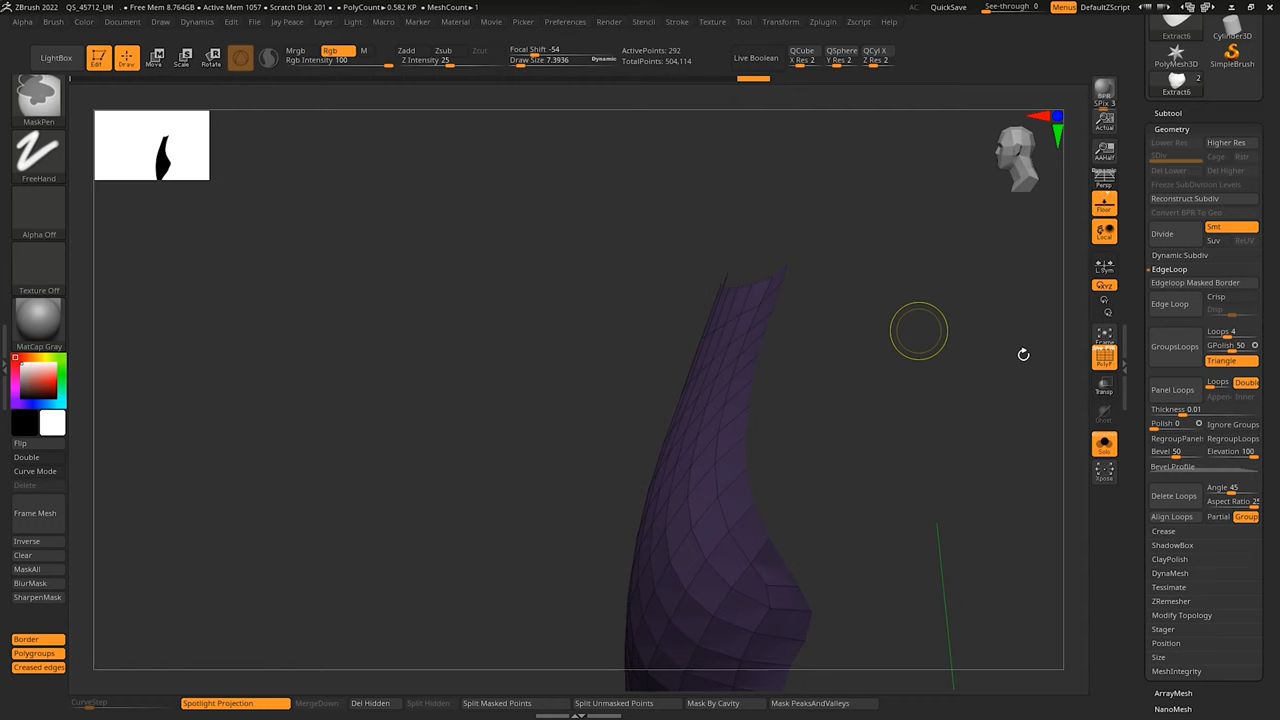 ZBrush 2022
QS_45712_UH
• Free Mem 8.764GB • Active Mem 1057 • Scratch Disk 201 • PolyCount• 0.582 KP • MeshCount• 1
AC
QuickSave
See-through 0
Menus
DefaultZScript
Alpha
Brush
Color
Document
Draw
Dynamics
Edit
File
Jay Peace
Layer
Light
Macro
Marker
Material
Movie
Picker
Preferences
Render
Stencil
Stroke
Texture
Tool
Transform
Zplugin
Zscript
Help
LightBox
Edit
Draw
Move
Scale
Rotate
Mrgb
Rgb
M
Rgb Intensity 100
Zadd
Zsub
Zcut
Z Intensity 25
Focal Shift -54
Draw Size 7.3936
Dynamic
ActivePoints: 292
TotalPoints: 504,114
Live Boolean
QCube
QSphere
QCyl X
X Res 2
Y Res 2
Z Res 2
MaskPen
FreeHand
Alpha Off
Texture Off
MatCap Gray
Flip
Double
Curve Mode
Delete
Frame Mesh
Inverse
Clear
MaskAll
BlurMask
SharpenMask
Border
Polygroups
Creased edges
CurveStep
Spotlight Projection
MergeDown
Del Hidden
Split Hidden
Split Masked Points
Split Unmasked Points
Mask By Cavity
Mask PeaksAndValleys
BPR
SPix 3
Actual
AAHalf
Dynamic
Persp
Floor
Local
L.Sym
XYZ
Frame
PolyF
Transp
Ghost
Solo
Xpose
Extract6
Cylinder3D
PolyMesh3D
SimpleBrush
2
Extract6
Subtool
Geometry
Lower Res
Higher Res
SDiv
Cage
Rstr
Del Lower
Del Higher
Freeze SubDivision Levels
Reconstruct Subdiv
Convert BPR To Geo
Divide
Smt
Suv
ReUV
Dynamic Subdiv
EdgeLoop
Edgeloop Masked Border
Edge Loop
Crisp
Disp
GroupsLoops
Loops 4
GPolish 50
Triangle
Panel Loops
Loops
Double
Append
Inner
Thickness 0.01
Polish 0
Ignore Groups
RegroupPanels
RegroupLoops
Bevel 50
Elevation 100
Bevel Profile
Delete Loops
Angle 45
Aspect Ratio 25
Align Loops
Partial
Group
Crease
ShadowBox
ClayPolish
DynaMesh
Tessimate
ZRemesher
Modify Topology
Stager
Position
Size
MeshIntegrity
ArrayMesh
NanoMesh